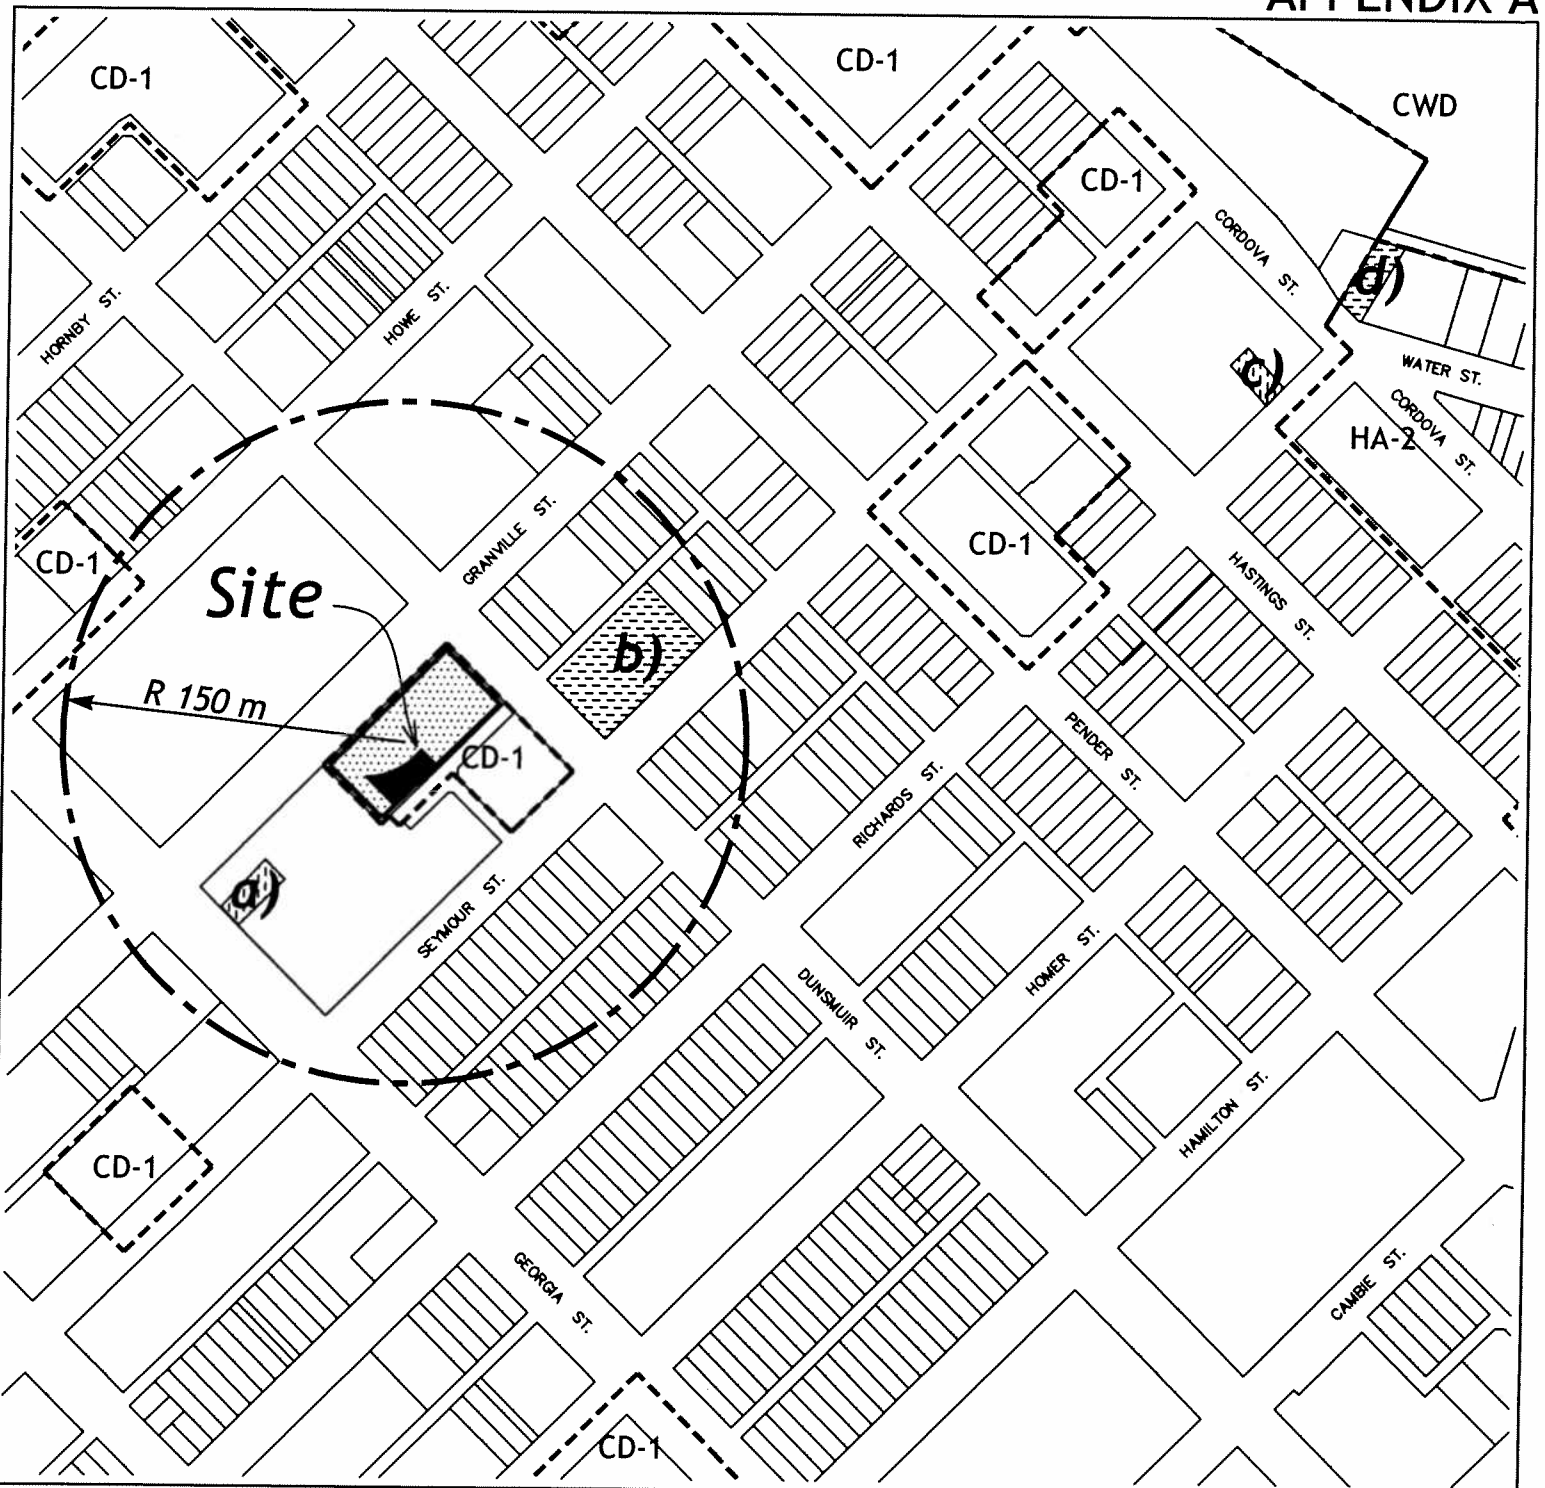 APPENDIX A
CD-1
CD-1
CWD
CD-1
CORDOVA ST.
d)
HORNBY ST.
HOWE ST.
c)
WATER ST.
CORDOVA ST.
HA-2
GRANVILLE ST.
CD-1
CD-1
HASTINGS ST.
Site
b)
R 150 m
CD-1
PENDER ST.
RICHARDS ST.
a)
SEYMOUR ST.
HOMER ST.
DUNSMUIR ST.
HAMILTON ST.
CD-1
GEORGIA ST.
CAMBIE ST.
CD-1